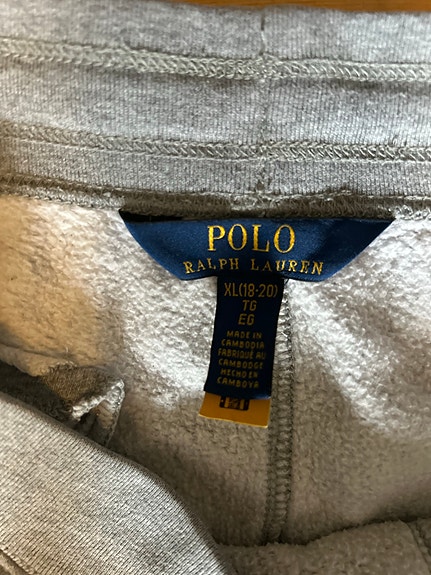 POLO
RALPH LAUREN
XL(18-20)
TG
EG
MADE IN
CAMBODIA
FABRIQUÉ AU
CAMBODGE
HECHO EN
CAMBOYA